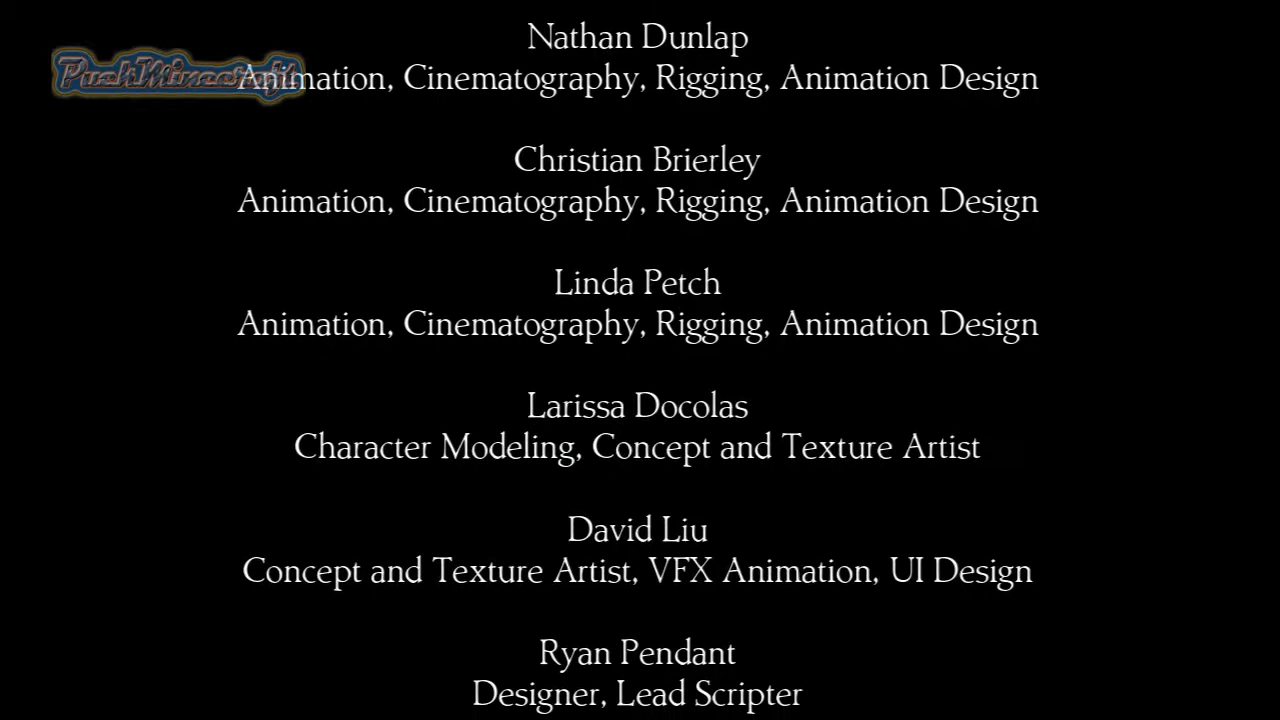 Nathan Dunlap
PushMinecraft
Animation, Cinematography, Rigging, Animation Design
Christian Brierley
Animation, Cinematography, Rigging, Animation Design
Linda Petch
Animation, Cinematography, Rigging, Animation Design
Larissa Docolas
Character Modeling, Concept and Texture Artist
David Liu
Concept and Texture Artist, VFX Animation, UI Design
Ryan Pendant
Designer, Lead Scripter